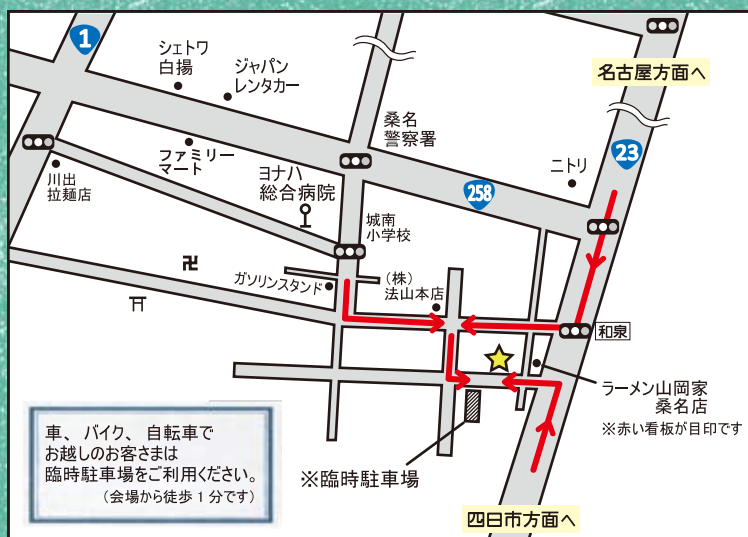 1
シェトワ
白揚
ジャパン
レンタカー
名古屋方面へ
桑名
警察署
23
ファミリー
マート
ヨナハ
総合病院
258
ニトリ
川出
拉麺店
城南
小学校
卍
ガソリンスタンド
(株)
法山本店
和泉
ラーメン山岡家
桑名店
※赤い看板が目印です
車、バイク、自転車で
お越しのお客さまは
臨時駐車場をご利用ください。
(会場から徒歩1分です)
※臨時駐車場
四日市方面へ